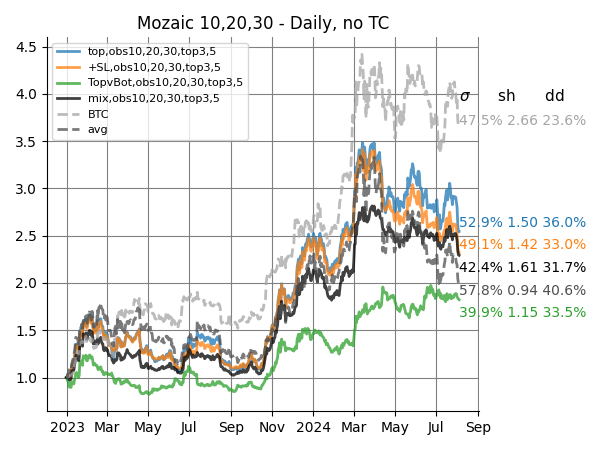 Mozaic 10,20,30 - Daily, no TC
top,obs10,20,30,top3,5
+SL,obs10,20,30,top3,5
TopvBot,obs10,20,30,top3,5
mix,obs10,20,30,top3,5
BTC
avg
4.5
4.0
3.5
3.0
2.5
2.0
1.5
1.0
σ sh dd
47.5% 2.66 23.6%
52.9% 1.50 36.0%
49.1% 1.42 33.0%
42.4% 1.61 31.7%
57.8% 0.94 40.6%
39.9% 1.15 33.5%
2023 Mar May Jul Sep Nov 2024 Mar May Jul Sep